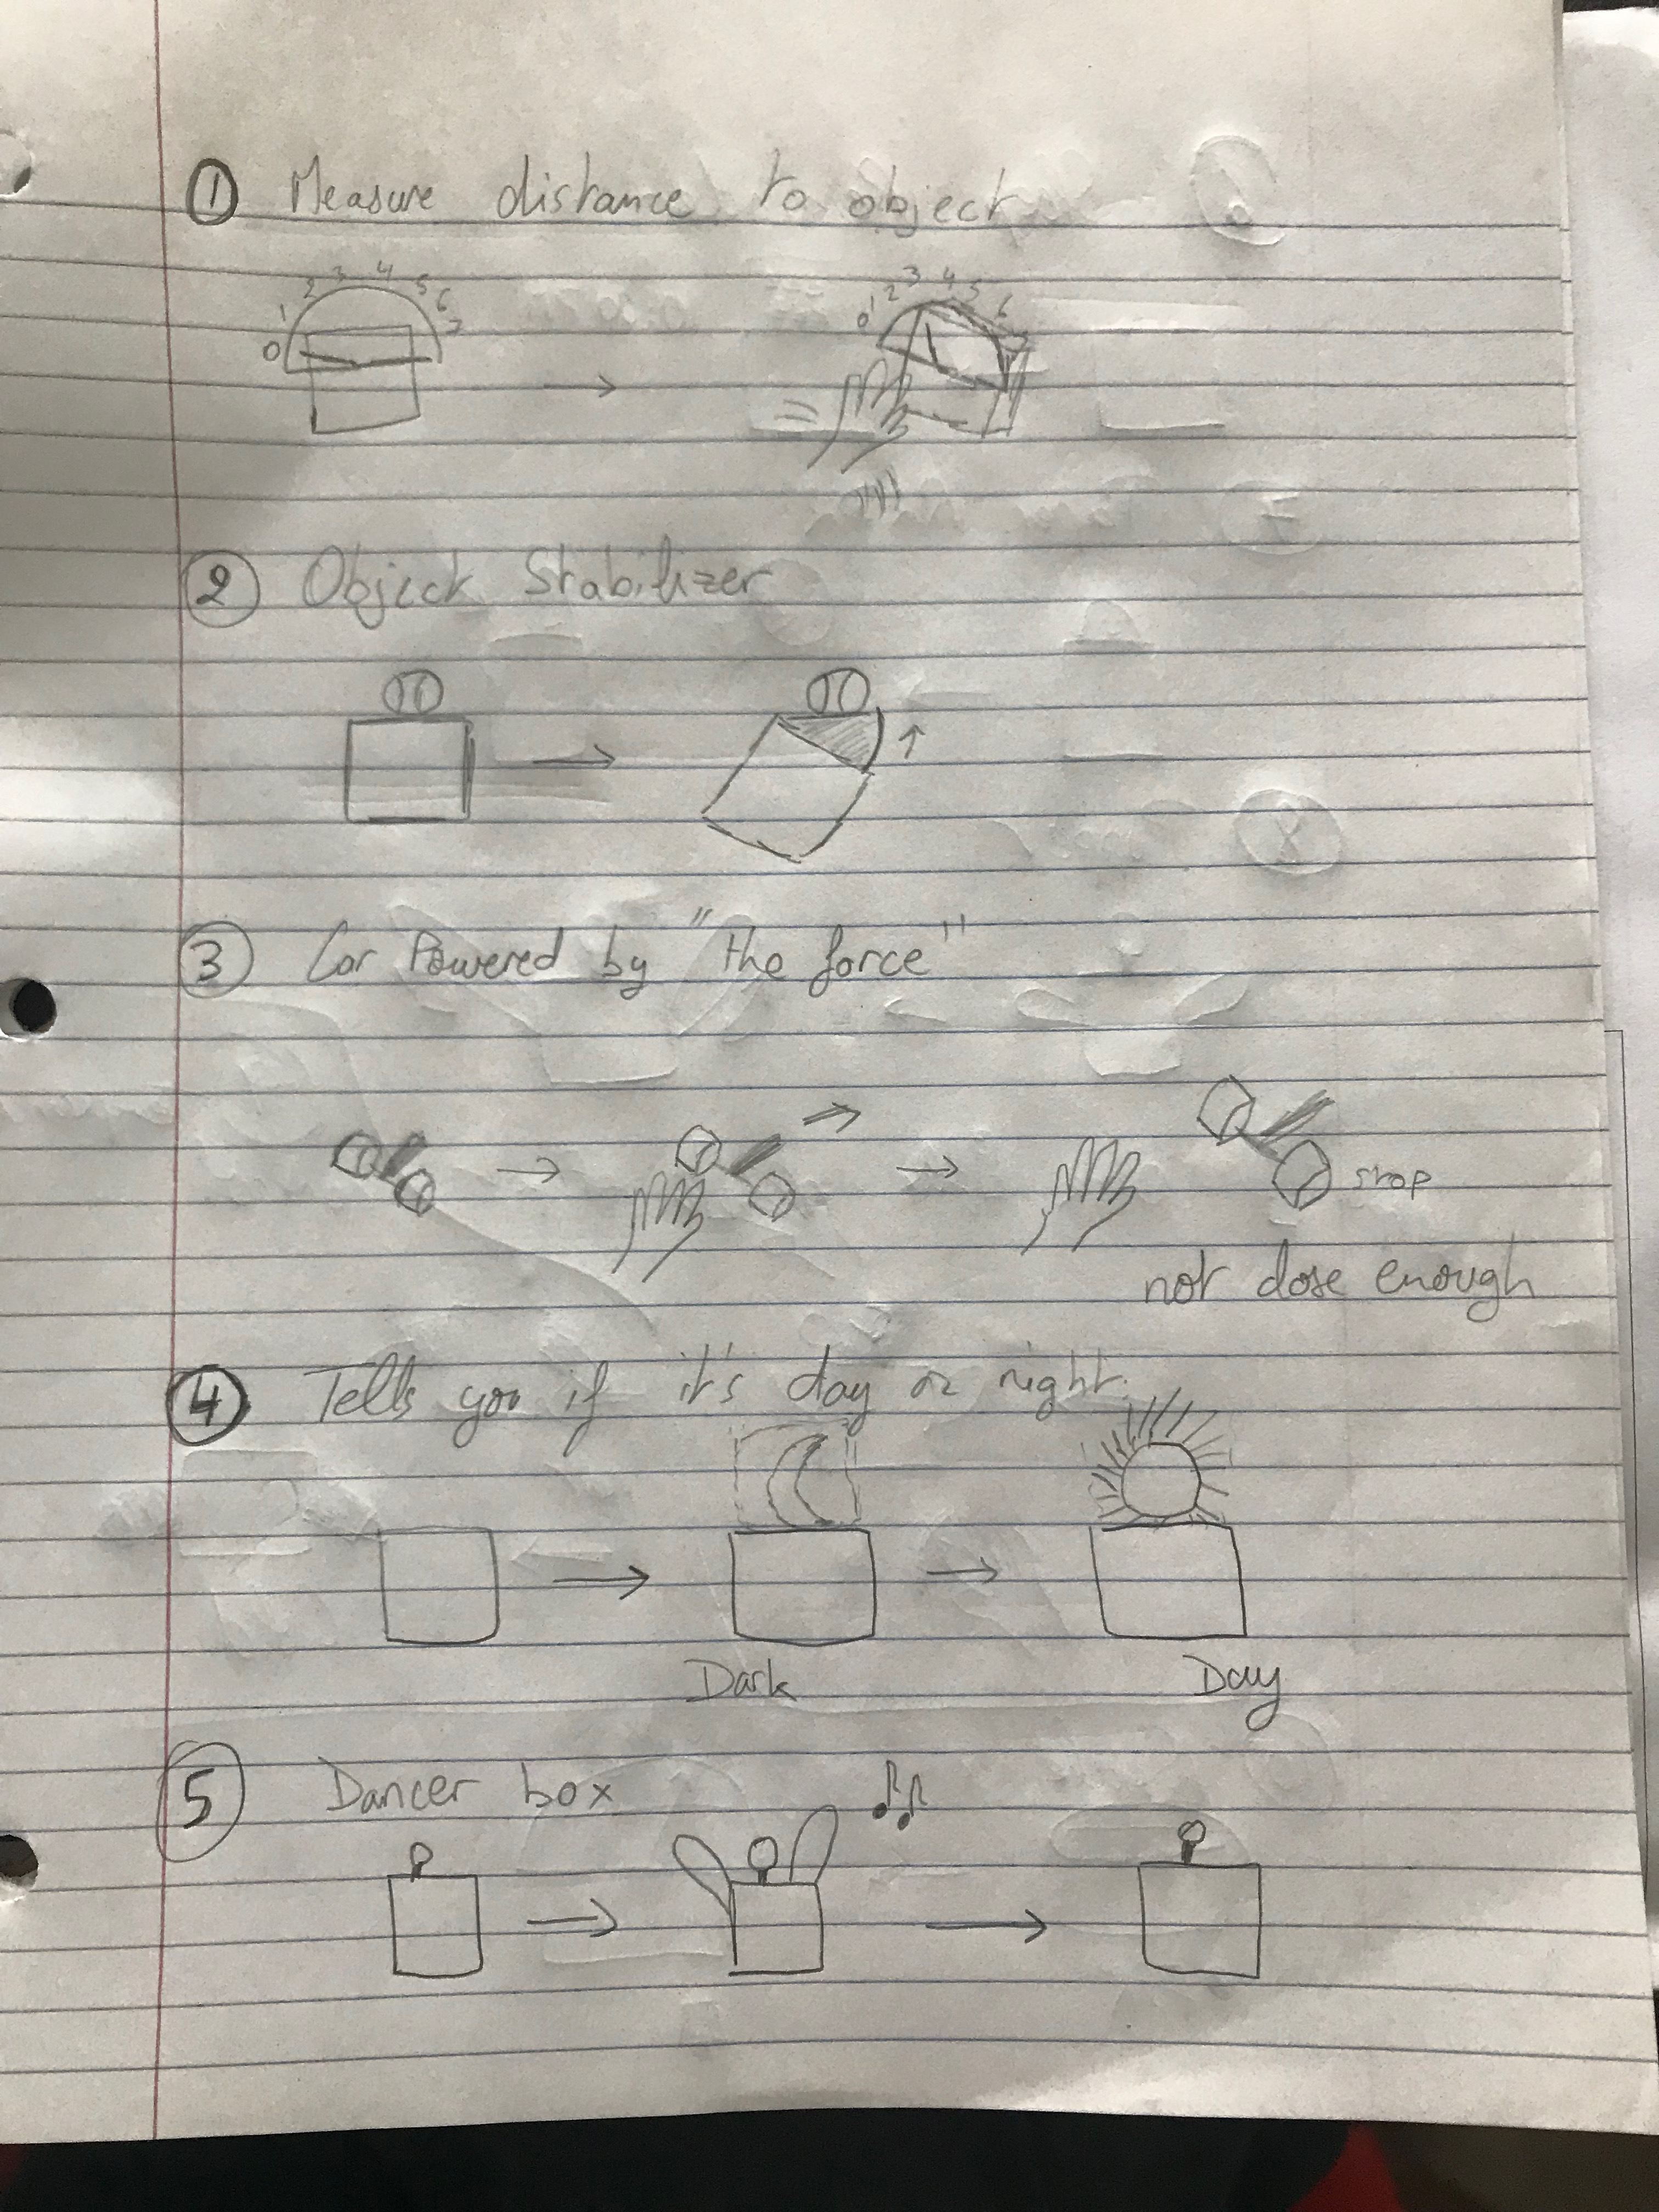 1 Measure distance to object
0 1 2 3 4 5 6 7
0 1 2 3 4 5 6
2 Object Stabilizer
3 Car Powered by "the force"
stop
not close enough
4 Tells you if it's day or night.
Dark Day
5 Dancer box